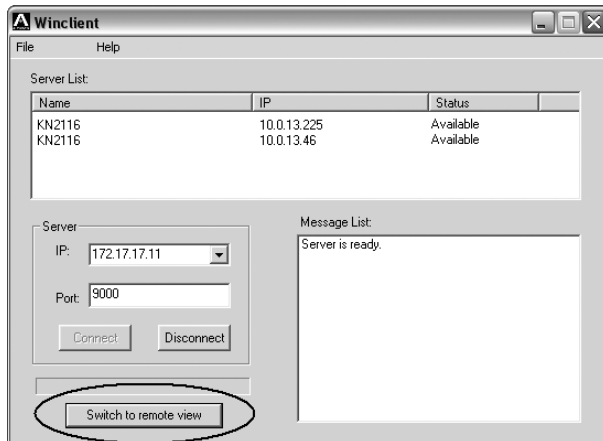 Winclient
File Help
Server List:
Name IP Status
KN2116 10.0.13.225 Available
KN2116 10.0.13.46 Available
Server
IP: 172.17.17.11
Port: 9000
Connect Disconnect
Switch to remote view
Message List:
Server is ready.